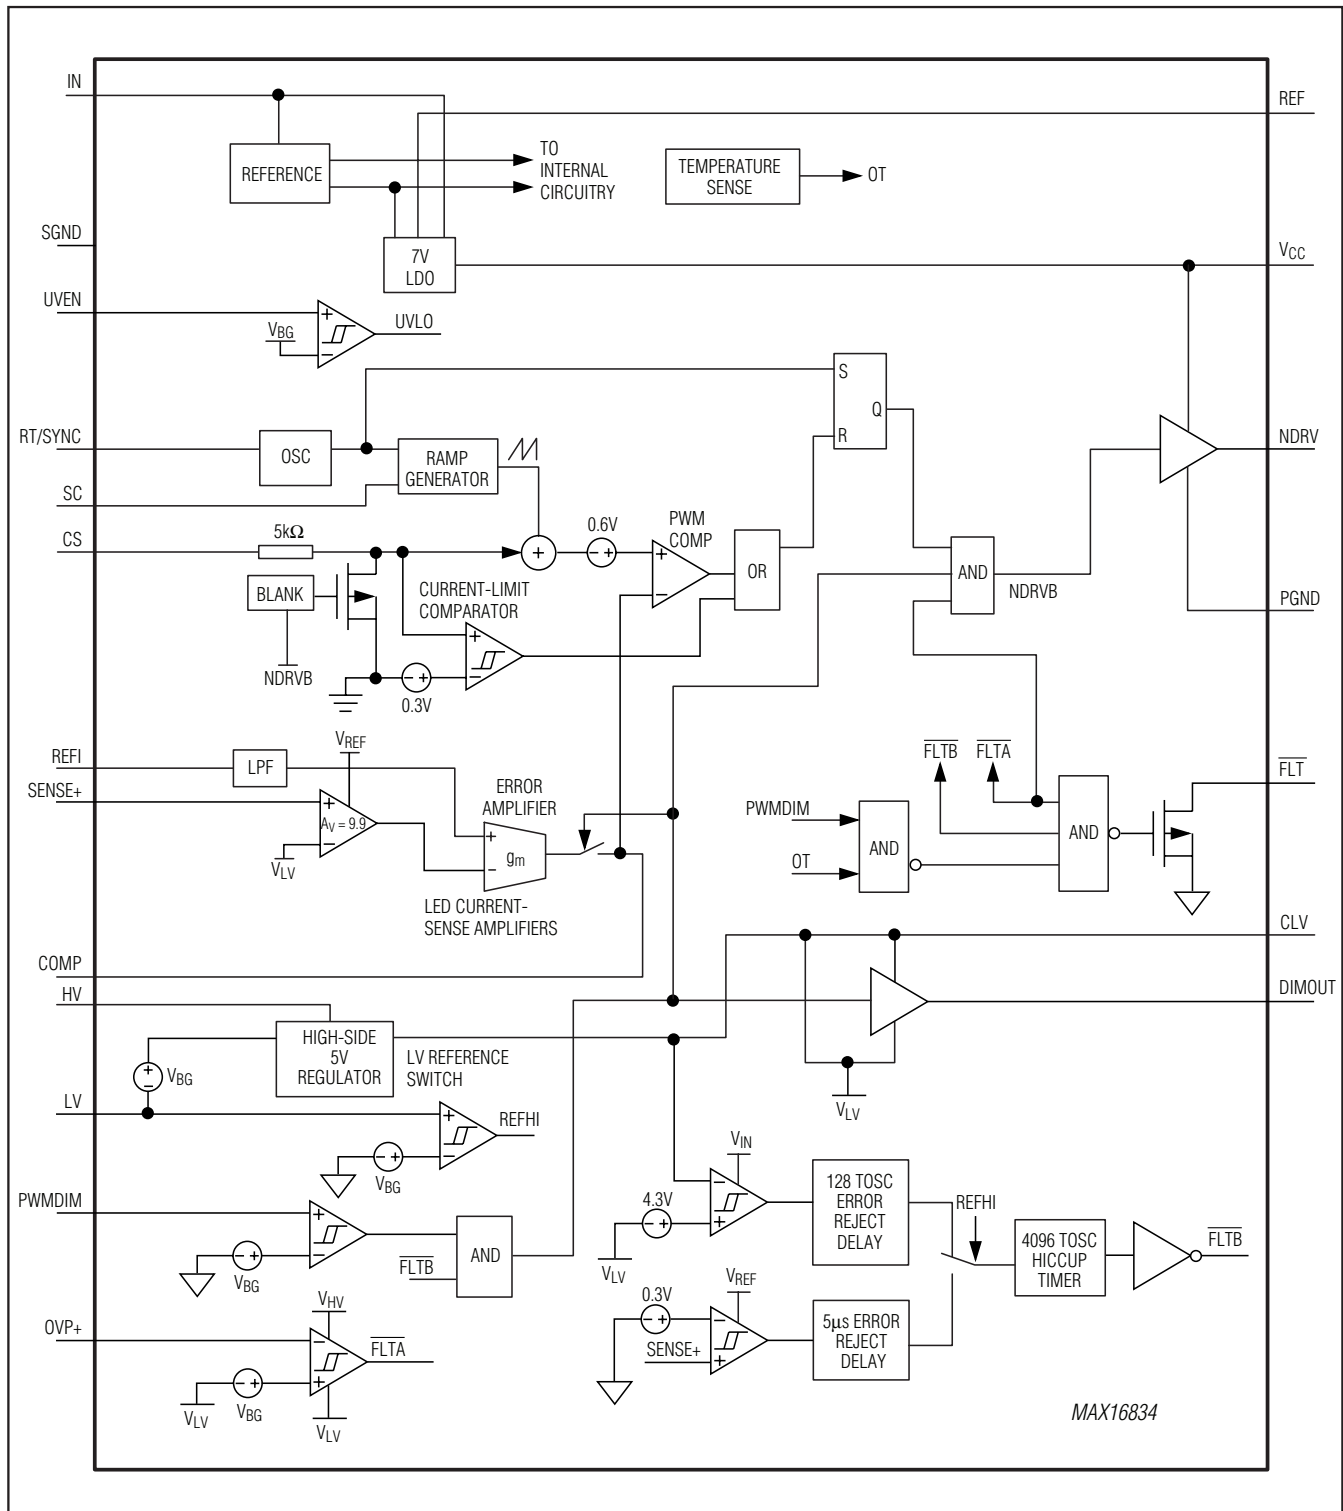 IN
REF
REFERENCE
TO
INTERNAL
CIRCUITRY
TEMPERATURE
SENSE
OT
SGND
7V
LDO
VCC
UVEN
+
VBG
−
UVLO
S
Q
R
RT/SYNC
OSC
RAMP
GENERATOR
NDRV
SC
CS
5kΩ
+
0.6V
− +
PWM
COMP
+
−
OR
AND
NDRVB
BLANK
NDRVB
CURRENT-LIMIT
COMPARATOR
+
−
− +
0.3V
PGND
REFI
LPF
VREF
SENSE+
+
AV = 9.9
−
VLV
ERROR
AMPLIFIER
+
gm
−
LED CURRENT-
SENSE AMPLIFIERS
FLTB
FLTA
FLT
PWMDIM
AND
OT
AND
CLV
COMP
HV
DIMOUT
HIGH-SIDE
5V
REGULATOR
LV REFERENCE
SWITCH
+
−
VBG
VLV
LV
+
−
REFHI
− +
VBG
PWMDIM
+
−
− +
VBG
FLTB
AND
VIN
4.3V
− +
−
+
VLV
128 TOSC
ERROR
REJECT
DELAY
REFHI
4096 TOSC
HICCUP
TIMER
FLTB
VREF
0.3V
− +
SENSE+
−
+
5µs ERROR
REJECT
DELAY
OVP+
VHV
−
+
FLTA
− +
VBG
VLV
VLV
MAX16834